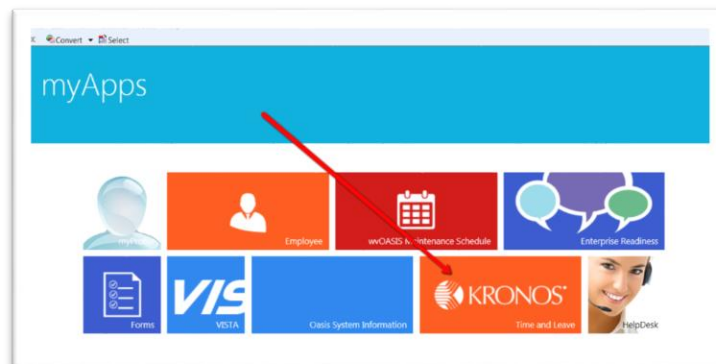 Convert Select
myApps
Employee
wvOASIS Maintenance Schedule
Enterprise Readiness
Forms
VIS
VISTA
Oasis System Information
KRONOS
Time and Leave
HelpDesk